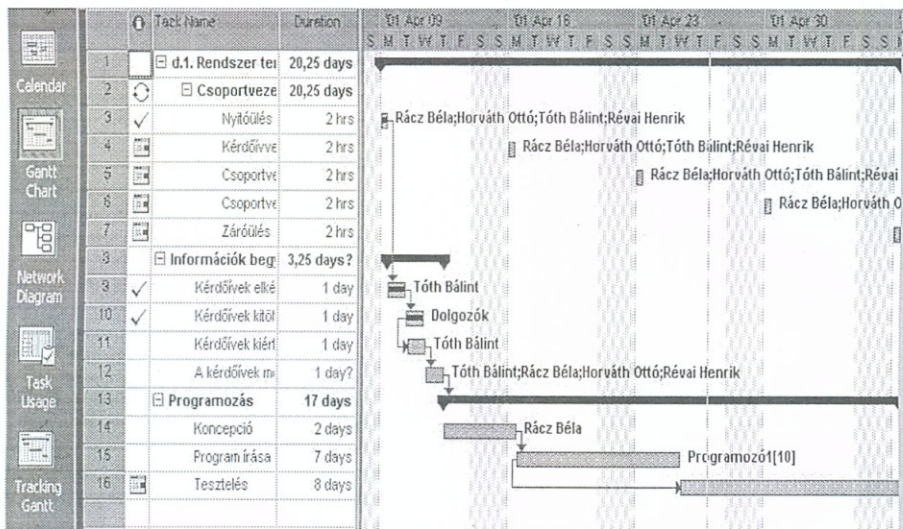 Task Name Duration '01 Apr 09 '01 Apr 16 '01 Apr 23 '01 Apr 30
S M T W T F S S M T W T F S S M T W T F S S M T W T F S S
1 d.1. Rendszer ter 20,25 days
2 Csoportveze 20,25 days
3 Nyitóülés 2 hrs Rácz Béla;Horváth Ottó;Tóth Bálint;Révai Henrik
4 Kérdőívve 2 hrs Rácz Béla;Horváth Ottó;Tóth Bálint;Révai Henrik
5 Csoportve 2 hrs Rácz Béla;Horváth Ottó;Tóth Bálint;Révai
6 Csoportve 2 hrs Rácz Béla;Horváth O
7 Záróülés 2 hrs
8 Információk beg 3,25 days?
9 Kérdőívek elké 1 day Tóth Bálint
10 Kérdőívek kitöl 1 day Dolgozók
11 Kérdőívek kiért 1 day Tóth Bálint
12 A kérdőívek m 1 day? Tóth Bálint;Rácz Béla;Horváth Ottó;Révai Henrik
13 Programozás 17 days
14 Koncepció 2 days Rácz Béla
15 Program írása 7 days Programozó1[10]
16 Tesztelés 8 days
Calendar
Gantt
Chart
Network
Diagram
Task
Usage
Tracking
Gantt